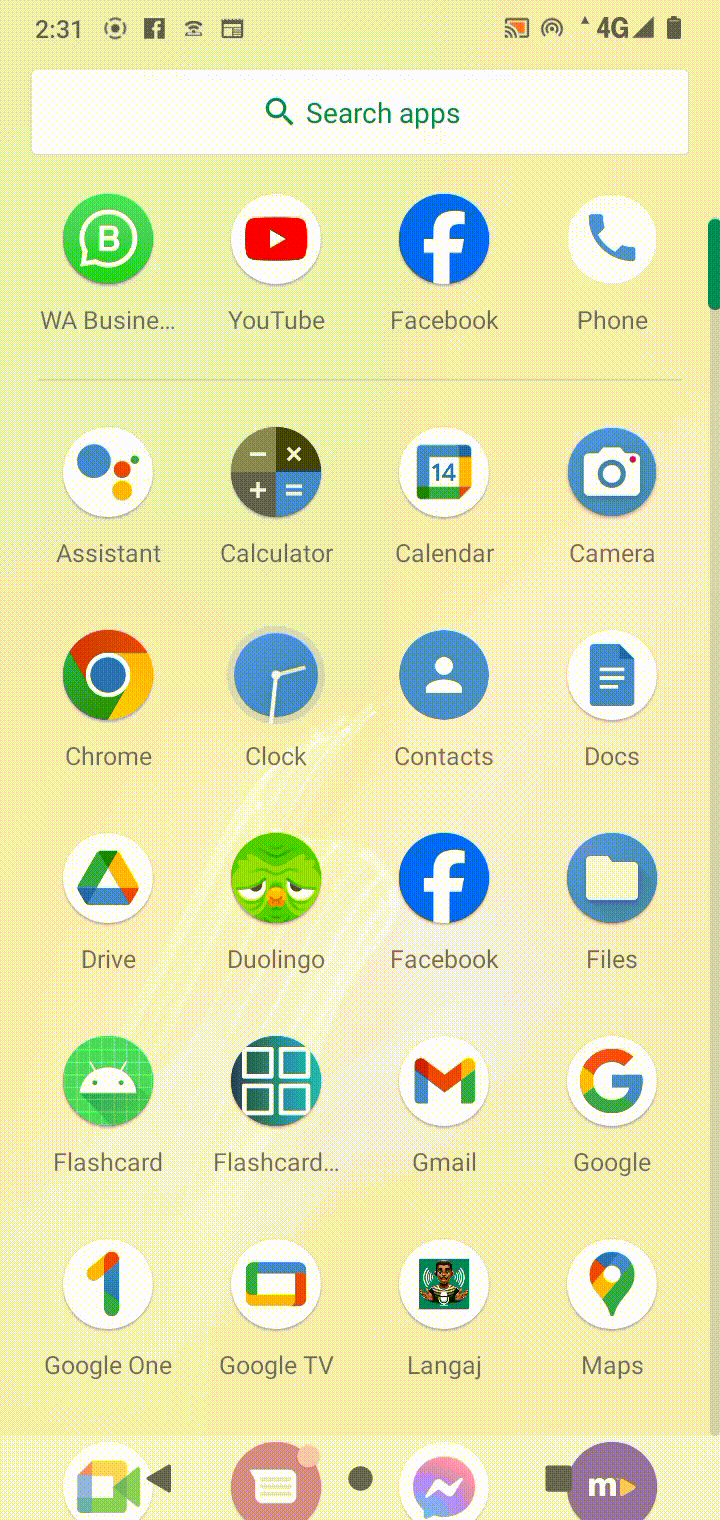 2:31 4G
Search apps
B
WA Busine... YouTube Facebook Phone
14
Assistant Calculator Calendar Camera
Chrome Clock Contacts Docs
Drive Duolingo Facebook Files
Flashcard Flashcard... Gmail Google
Google One Google TV Langaj Maps
m